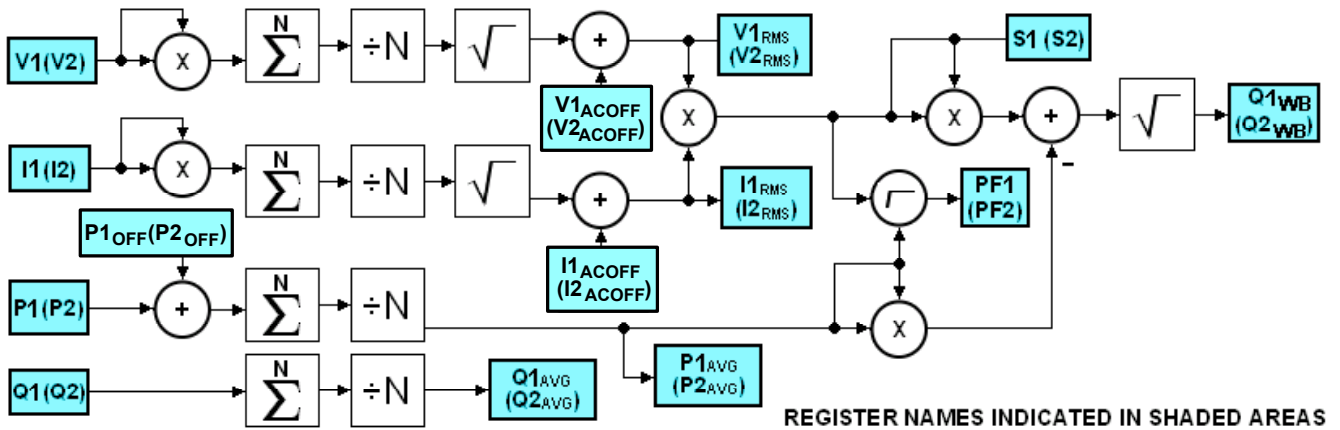 V1(V2)
X
N
∑
÷N
√
+
V1RMS
(V2RMS)
S1 (S2)
V1ACOFF
(V2ACOFF)
X
X
+
√
Q1WB
(Q2WB)
-
I1(I2)
X
N
∑
÷N
√
+
I1RMS
(I2RMS)
PF1
(PF2)
P1OFF(P2OFF)
I1ACOFF
(I2ACOFF)
P1(P2)
+
N
∑
÷N
X
Q1(Q2)
N
∑
÷N
Q1AVG
(Q2AVG)
P1AVG
(P2AVG)
REGISTER NAMES INDICATED IN SHADED AREAS